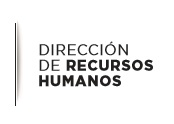 DIRECCIÓN
DE RECURSOS
HUMANOS